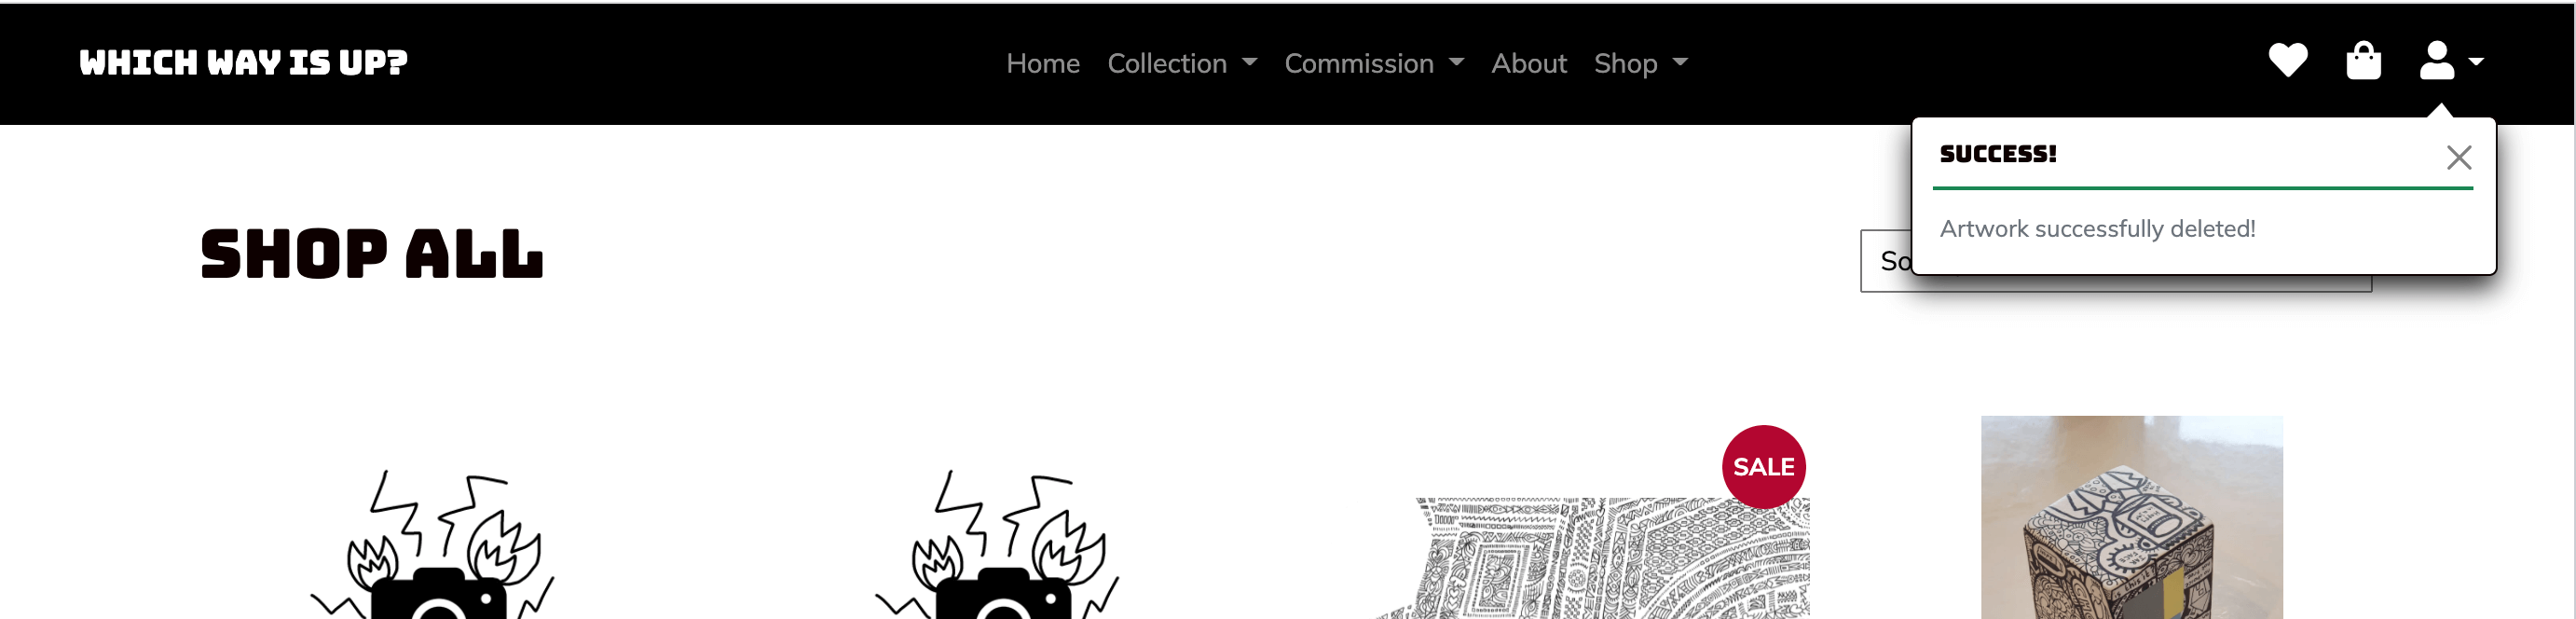 WHICH WAY IS UP?
Home Collection Commission About Shop
SUCCESS!
Artwork successfully deleted!
SHOP ALL
So
SALE